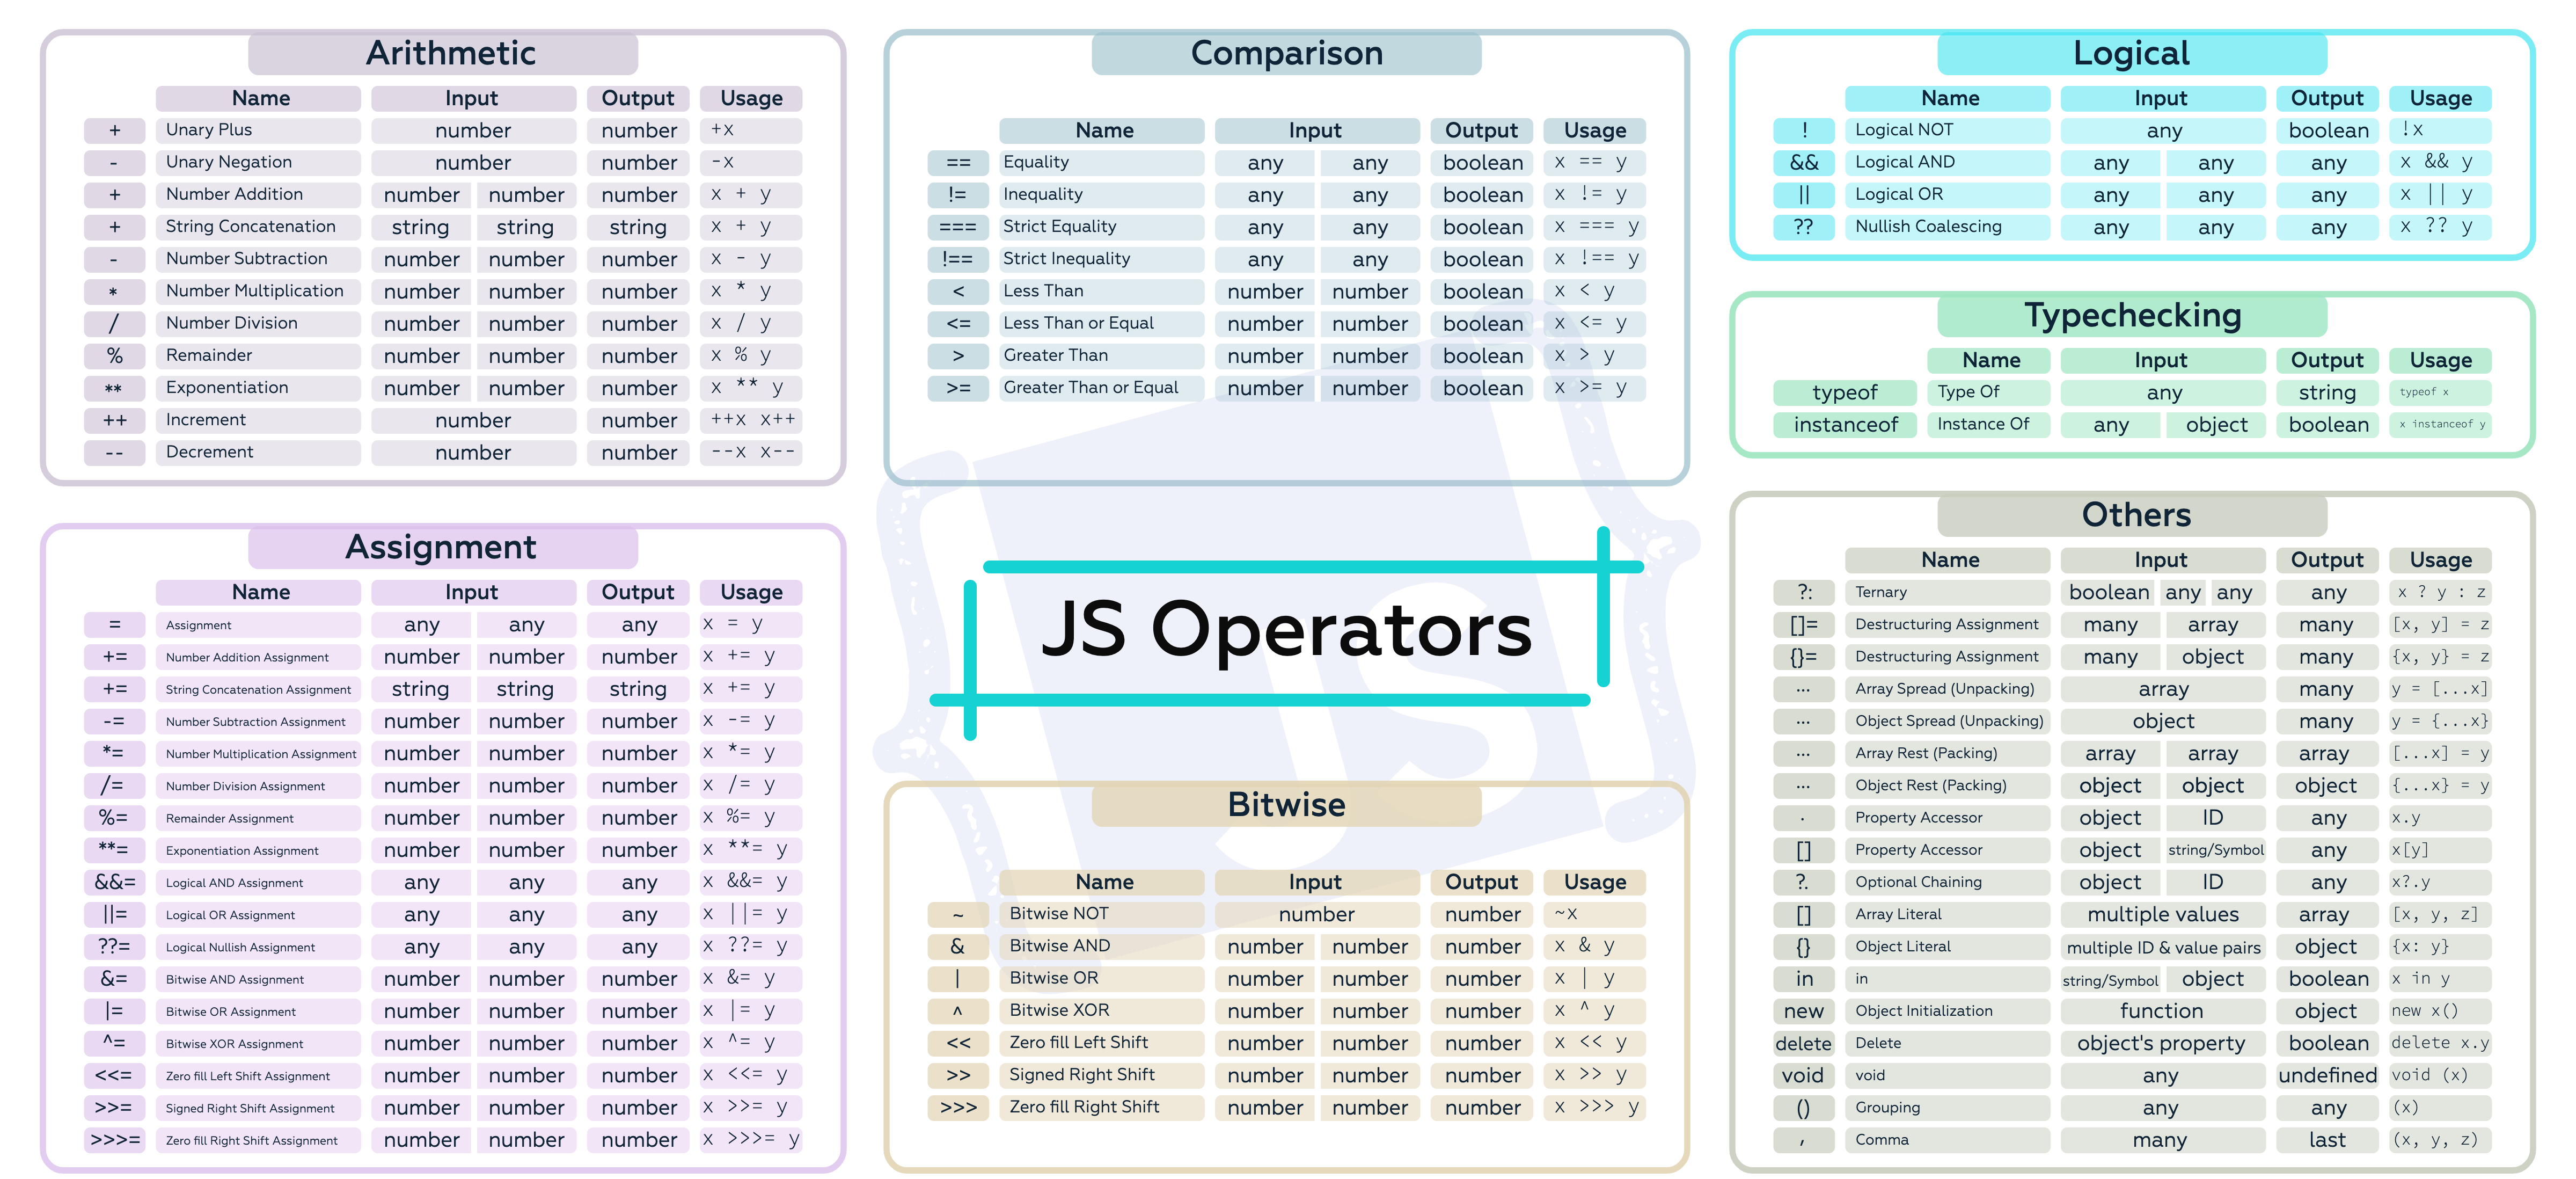 Arithmetic
Name Input Output Usage
+ Unary Plus number number +x
- Unary Negation number number -x
+ Number Addition number number number x + y
+ String Concatenation string string string x + y
- Number Subtraction number number number x - y
* Number Multiplication number number number x * y
/ Number Division number number number x / y
% Remainder number number number x % y
** Exponentiation number number number x ** y
++ Increment number number ++x x++
-- Decrement number number --x x--
Assignment
Name Input Output Usage
= Assignment any any any x = y
+= Number Addition Assignment number number number x += y
+= String Concatenation Assignment string string string x += y
-= Number Subtraction Assignment number number number x -= y
*= Number Multiplication Assignment number number number x *= y
/= Number Division Assignment number number number x /= y
%= Remainder Assignment number number number x %= y
**= Exponentiation Assignment number number number x **= y
&&= Logical AND Assignment any any any x &&= y
||= Logical OR Assignment any any any x ||= y
??= Logical Nullish Assignment any any any x ??= y
&= Bitwise AND Assignment number number number x &= y
|= Bitwise OR Assignment number number number x |= y
^= Bitwise XOR Assignment number number number x ^= y
<<= Zero fill Left Shift Assignment number number number x <<= y
>>= Signed Right Shift Assignment number number number x >>= y
>>>= Zero fill Right Shift Assignment number number number x >>>= y
Comparison
Name Input Output Usage
== Equality any any boolean x == y
!= Inequality any any boolean x != y
=== Strict Equality any any boolean x === y
!== Strict Inequality any any boolean x !== y
< Less Than number number boolean x < y
<= Less Than or Equal number number boolean x <= y
> Greater Than number number boolean x > y
>= Greater Than or Equal number number boolean x >= y
JS Operators
JS
Bitwise
Name Input Output Usage
~ Bitwise NOT number number ~x
& Bitwise AND number number number x & y
| Bitwise OR number number number x | y
^ Bitwise XOR number number number x ^ y
<< Zero fill Left Shift number number number x << y
>> Signed Right Shift number number number x >> y
>>> Zero fill Right Shift number number number x >>> y
Logical
Name Input Output Usage
! Logical NOT any boolean !x
&& Logical AND any any any x && y
|| Logical OR any any any x || y
?? Nullish Coalescing any any any x ?? y
Typechecking
Name Input Output Usage
typeof Type Of any string typeof x
instanceof Instance Of any object boolean x instanceof y
Others
Name Input Output Usage
?: Ternary boolean any any any x ? y : z
[]= Destructuring Assignment many array many [x, y] = z
{}= Destructuring Assignment many object many {x, y} = z
... Array Spread (Unpacking) array many y = [...x]
... Object Spread (Unpacking) object many y = {...x}
... Array Rest (Packing) array array array [...x] = y
... Object Rest (Packing) object object object {...x} = y
. Property Accessor object ID any x.y
[] Property Accessor object string/Symbol any x[y]
?. Optional Chaining object ID any x?.y
[] Array Literal multiple values array [x, y, z]
{} Object Literal multiple ID & value pairs object {x: y}
in in string/Symbol object boolean x in y
new Object Initialization function object new x()
delete Delete object's property boolean delete x.y
void void any undefined void (x)
() Grouping any any (x)
, Comma many last (x, y, z)